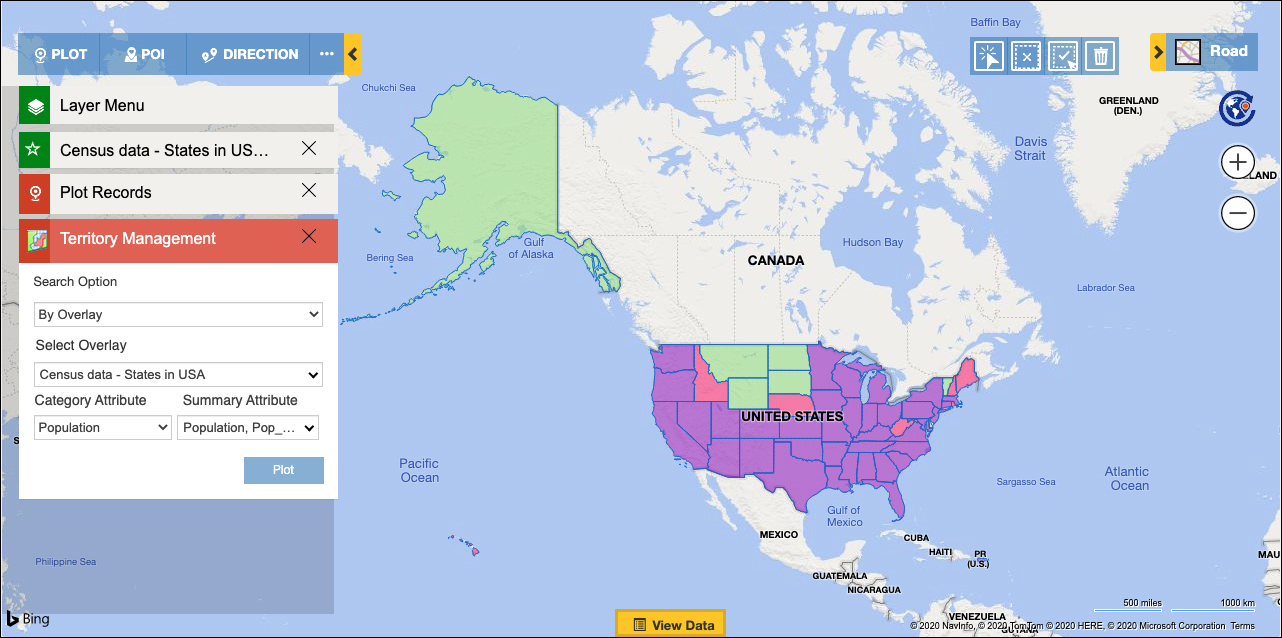 PLOT
POI
DIRECTION
Road
Layer Menu
Census data - States in US...
Plot Records
Territory Management
Search Option
By Overlay
Select Overlay
Census data - States in USA
Category Attribute
Summary Attribute
Population
Population, Pop_...
Plot
Baffin Bay
Chukchi Sea
GREENLAND
(DEN.)
Davis
Strait
LAND
Gulf
of Alaska
Bering Sea
CANADA
Hudson Bay
Labrador Sea
UNITED STATES
Pacific
Ocean
Atlantic
Ocean
Sargasso Sea
Gulf of
Mexico
MEXICO
CUBA
HAITI
PR
(U.S.)
MAU
GUATEMALA
NICARAGUA
Philippine Sea
VENEZUELA
GUYANA
500 miles
1000 km
Bing
View Data
© 2020 NavInfo, © 2020 TomTom © 2020 HERE, © 2020 Microsoft Corporation Terms